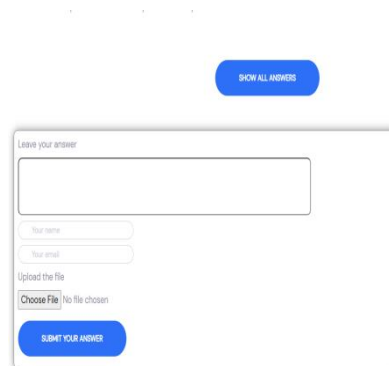 SHOW ALL ANSWERS
Leave your answer
Your name
Your email
Upload the file
Choose File No file chosen
SUBMIT YOUR ANSWER